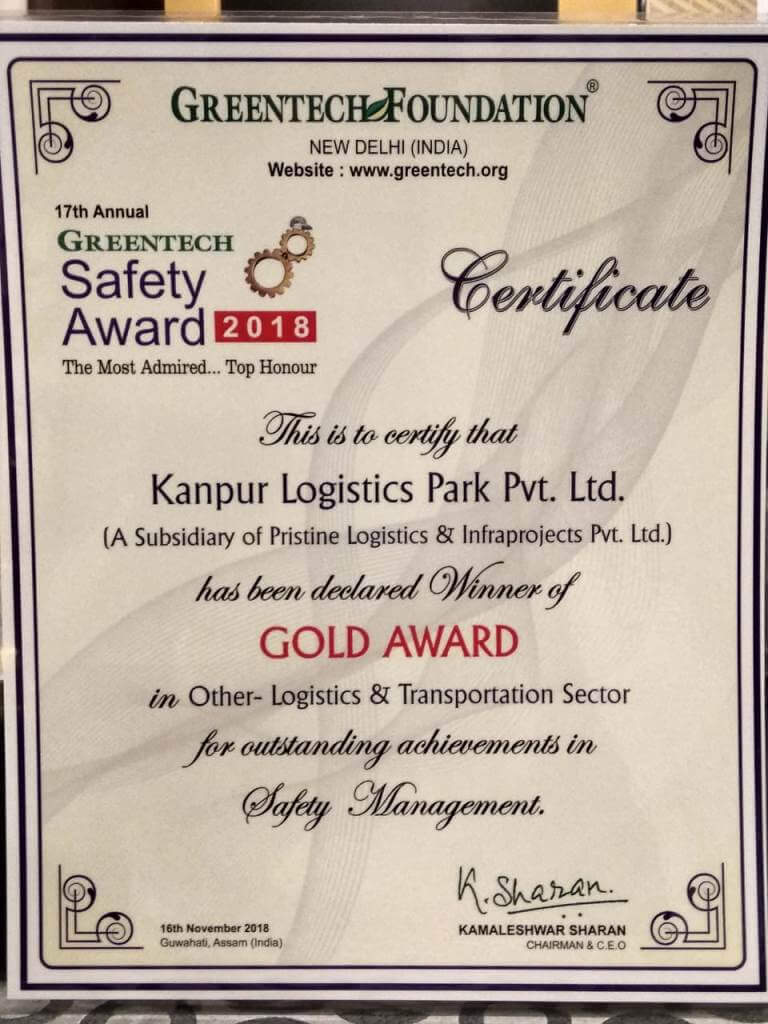 GREENTECH FOUNDATION®
NEW DELHI (INDIA)
Website : www.greentech.org
17th Annual
GREENTECH
Safety
Award 2018
The Most Admired... Top Honour
Certificate
This is to certify that
Kanpur Logistics Park Pvt. Ltd.
(A Subsidiary of Pristine Logistics & Infraprojects Pvt. Ltd.)
has been declared Winner of
GOLD AWARD
in Other- Logistics & Transportation Sector
for outstanding achievements in
Safety Management.
K. Sharan.
16th November 2018
Guwahati, Assam (India)
KAMALESHWAR SHARAN
CHAIRMAN & C.E.O